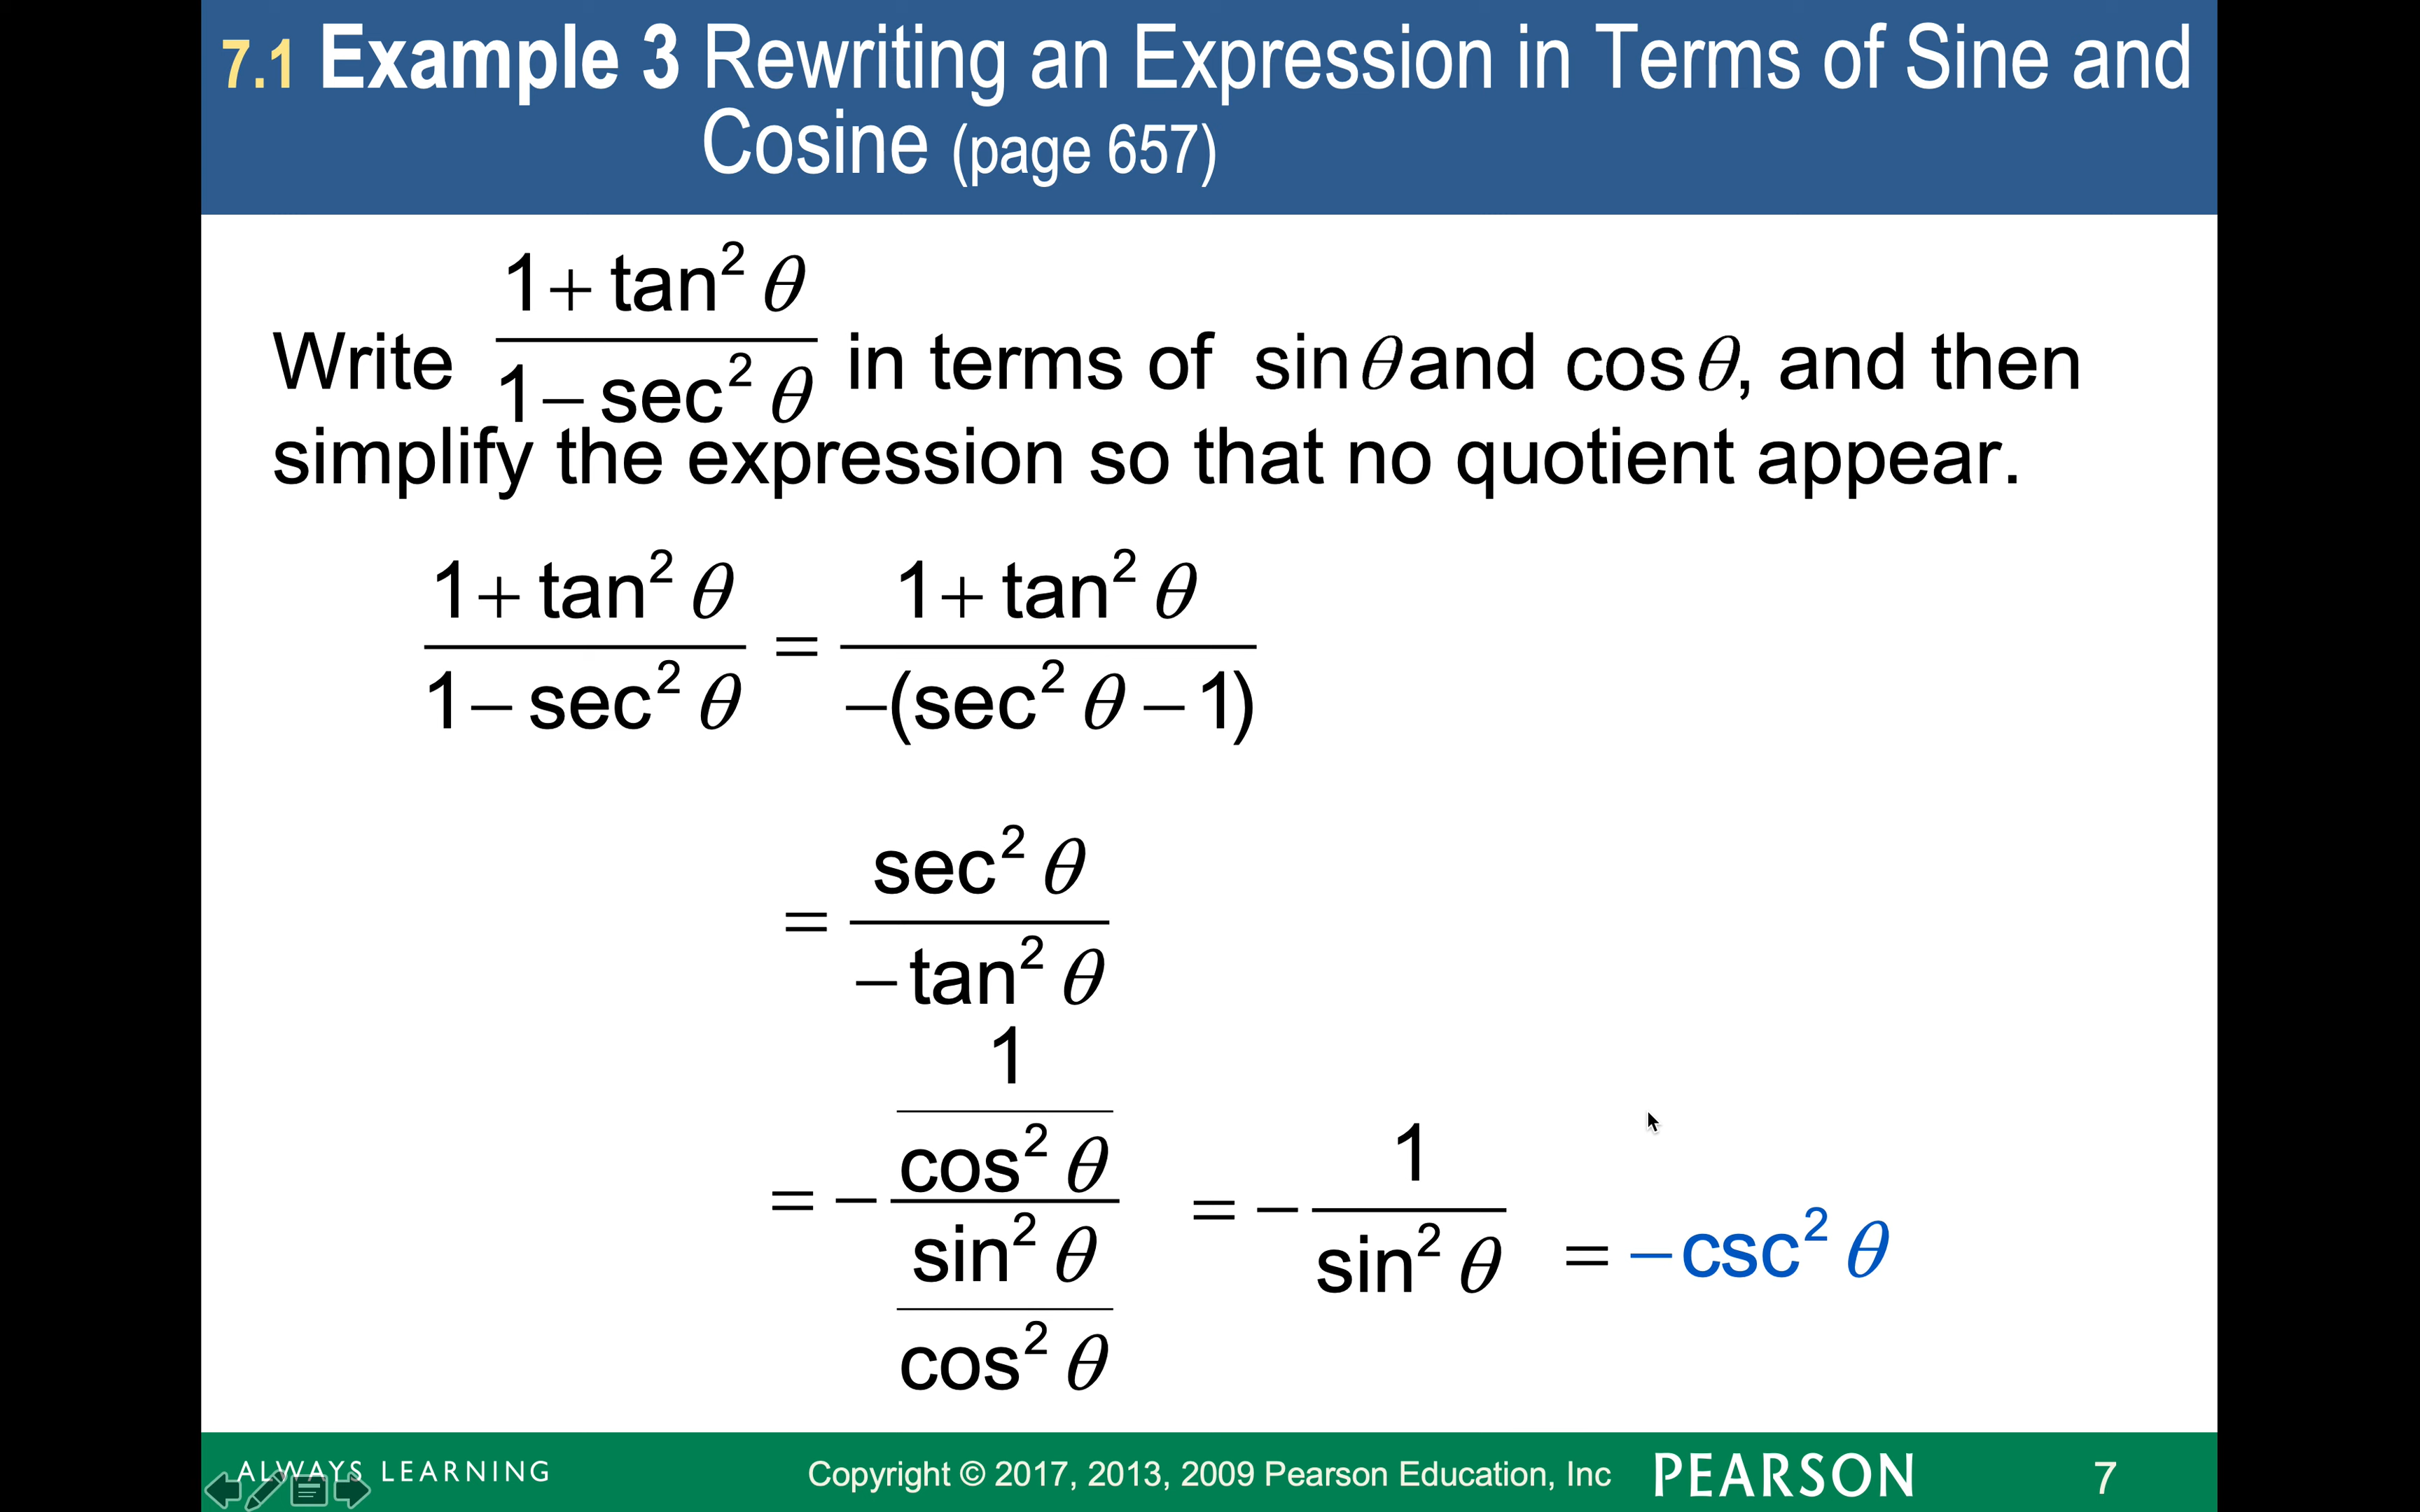 7.1 Example 3 Rewriting an Expression in Terms of Sine and
Cosine (page 657)
Write (1 + tan² θ)/(1 – sec² θ) in terms of sin θ and cos θ, and then
simplify the expression so that no quotient appear.
(1 + tan² θ)/(1 – sec² θ) = (1 + tan² θ)/(–(sec² θ – 1))
= (sec² θ)/(– tan² θ)
= – (1/cos² θ)/(sin² θ/cos² θ) = – 1/(sin² θ) = –csc² θ
ALWAYS LEARNING Copyright © 2017, 2013, 2009 Pearson Education, Inc PEARSON 7